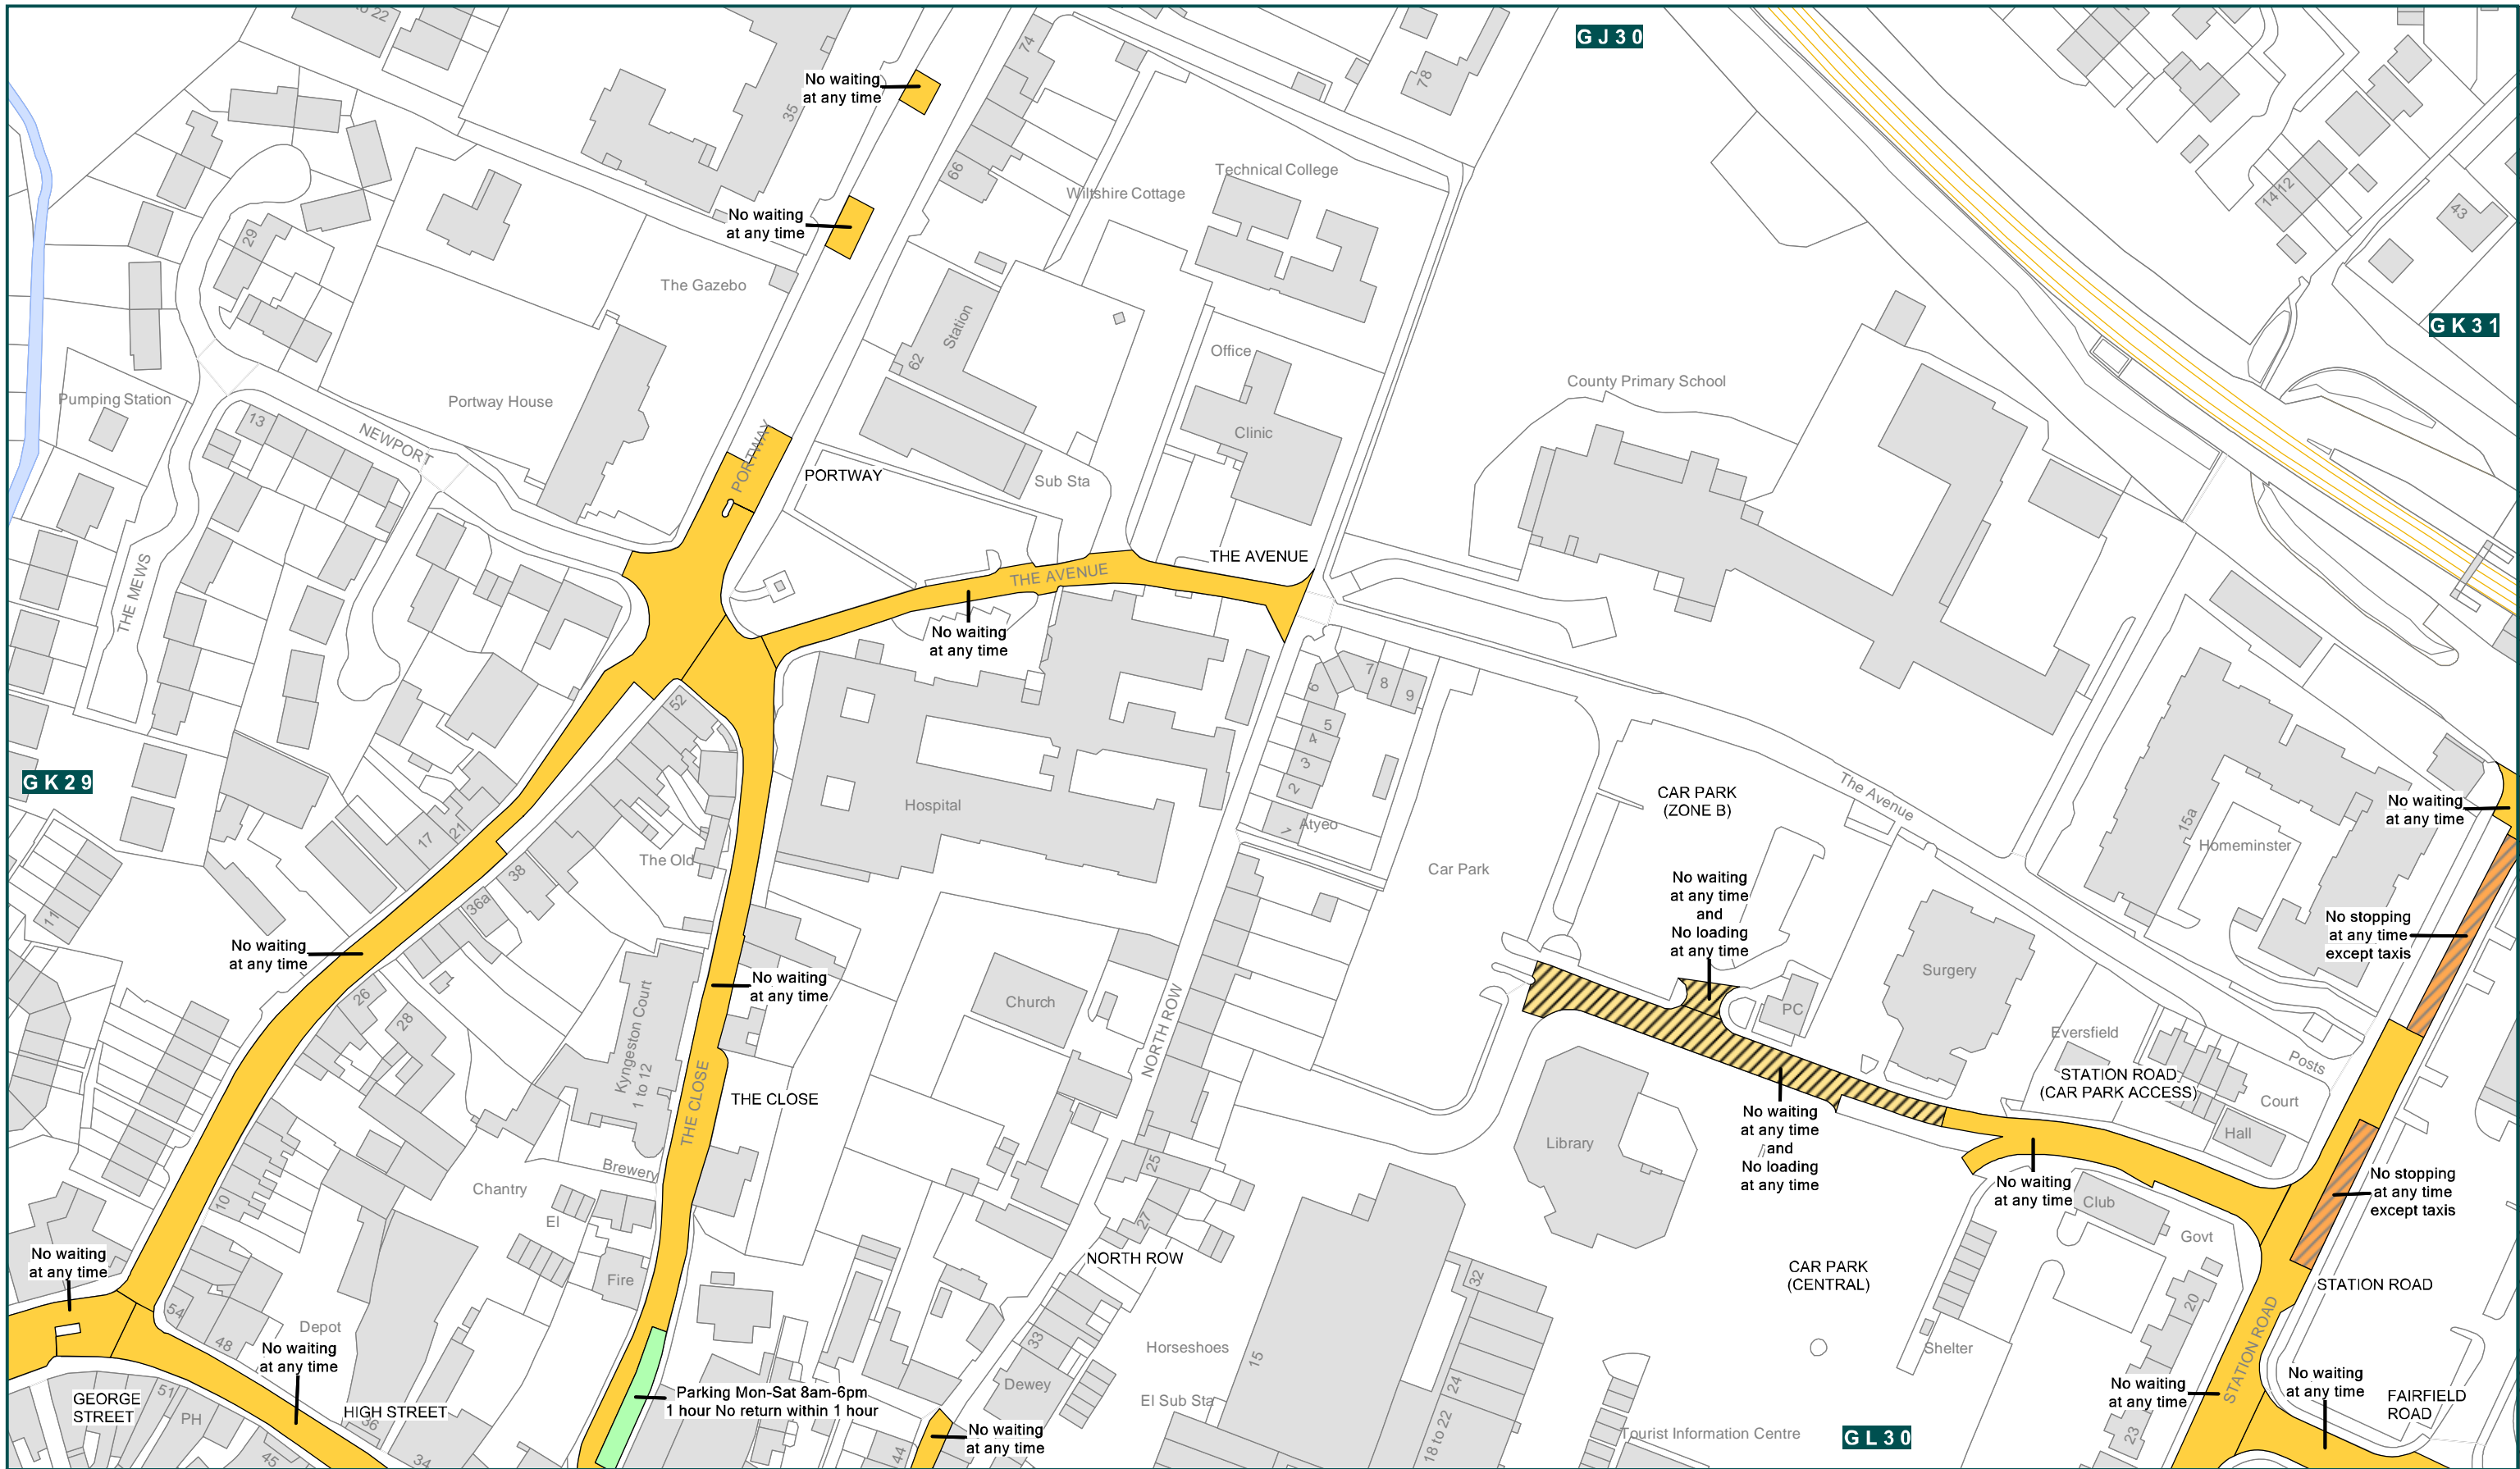 22
GJ30
74
78
No waiting
at any time
35
Technical College
Wiltshire Cottage
66
14
12
43
No waiting
at any time
29
The Gazebo
Station
62
GK31
Office
County Primary School
Pumping Station
Portway House
13
NEWPORT
Clinic
PORTWAY
PORTWAY
Sub Sta
THE AVENUE
THE AVENUE
THE MEWS
No waiting
at any time
7
8
9
6
5
4
3
2
1
Atyeo
52
GK29
Hospital
CAR PARK
(ZONE B)
The Avenue
15a
Homeminster
No waiting
at any time
17
21
The Old
38
36a
Car Park
11
No waiting
at any time
and
No loading
at any time
No stopping
at any time
except taxis
No waiting
at any time
No waiting
at any time
Surgery
26
28
Kyngeston Court
1 to 12
Church
PC
NORTH ROW
Eversfield
Posts
STATION ROAD
(CAR PARK ACCESS)
THE CLOSE
THE CLOSE
Court
Hall
No waiting
at any time
and
No loading
at any time
Library
25
Brewery
Chantry
10
El
27
No waiting
at any time
Club
No stopping
at any time
except taxis
Govt
NORTH ROW
No waiting
at any time
Fire
CAR PARK
(CENTRAL)
32
STATION ROAD
STATION ROAD
20
54
48
Depot
No waiting
at any time
33
Horseshoes
15
Shelter
Dewey
24
El Sub Sta
Parking Mon-Sat 8am-6pm
1 hour No return within 1 hour
GEORGE
STREET
51
PH
HIGH STREET
36
No waiting
at any time
No waiting
at any time
FAIRFIELD
ROAD
No waiting
at any time
44
18 to 22
Tourist Information Centre
GL30
23
45
34